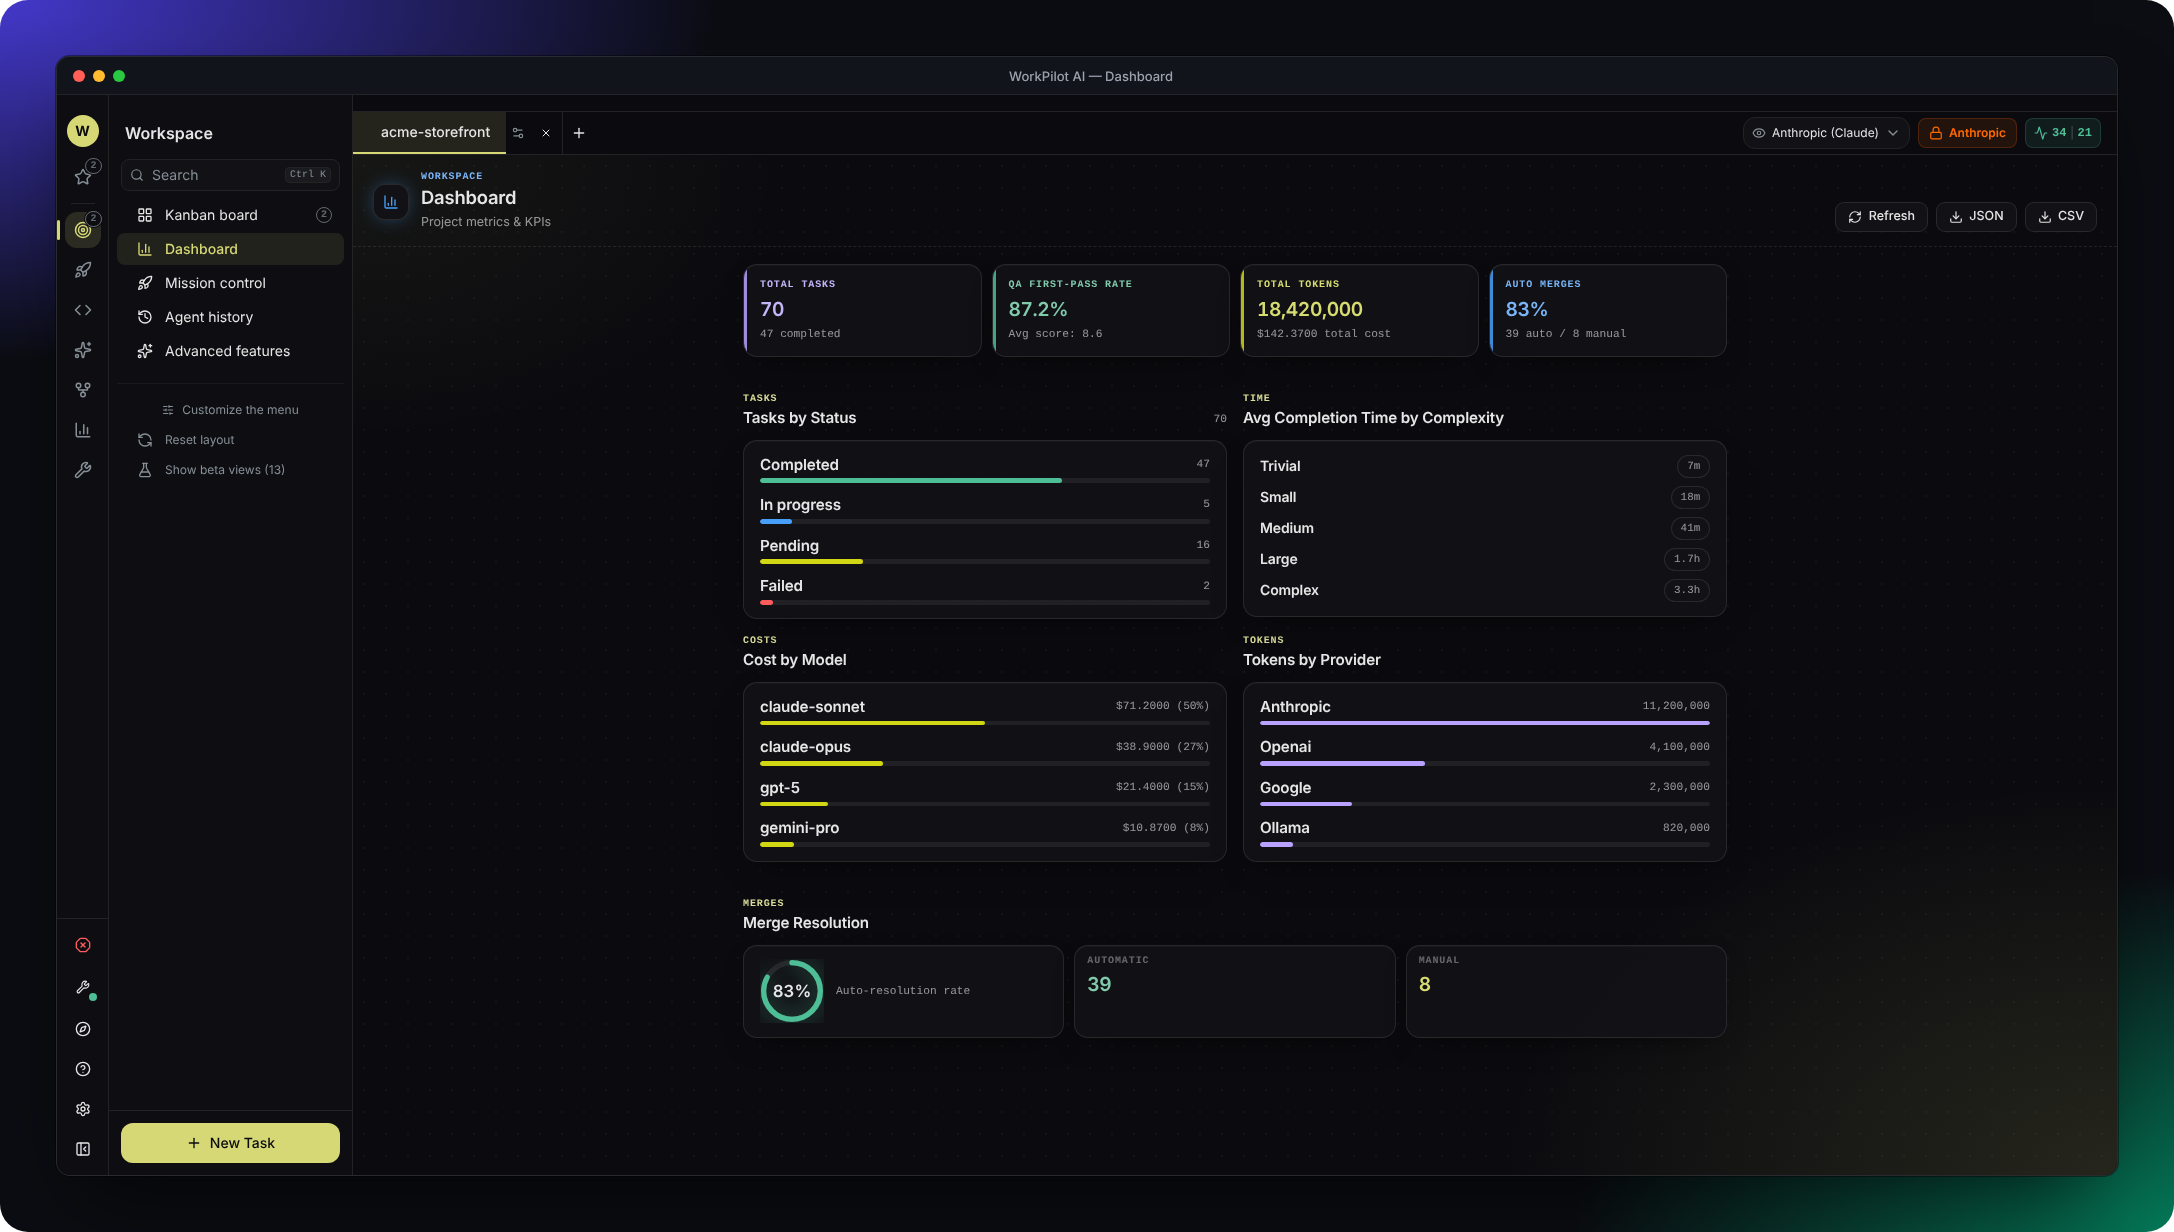 WorkPilot AI — Dashboard
W
Workspace
2
Search
Ctrl K
2
Kanban board
2
Dashboard
Mission control
Agent history
Advanced features
Customize the menu
Reset layout
Show beta views (13)
New Task
acme-storefront
Anthropic (Claude)
Anthropic
34 | 21
WORKSPACE
Dashboard
Project metrics & KPIs
Refresh
JSON
CSV
TOTAL TASKS
70
47 completed
QA FIRST-PASS RATE
87.2%
Avg score: 8.6
TOTAL TOKENS
18,420,000
$142.3700 total cost
AUTO MERGES
83%
39 auto / 8 manual
TASKS
Tasks by Status
70
Completed
47
In progress
5
Pending
16
Failed
2
TIME
Avg Completion Time by Complexity
Trivial
7m
Small
18m
Medium
41m
Large
1.7h
Complex
3.3h
COSTS
Cost by Model
claude-sonnet
$71.2000 (50%)
claude-opus
$38.9000 (27%)
gpt-5
$21.4000 (15%)
gemini-pro
$10.8700 (8%)
TOKENS
Tokens by Provider
Anthropic
11,200,000
Openai
4,100,000
Google
2,300,000
Ollama
820,000
MERGES
Merge Resolution
83%
Auto-resolution rate
AUTOMATIC
39
MANUAL
8